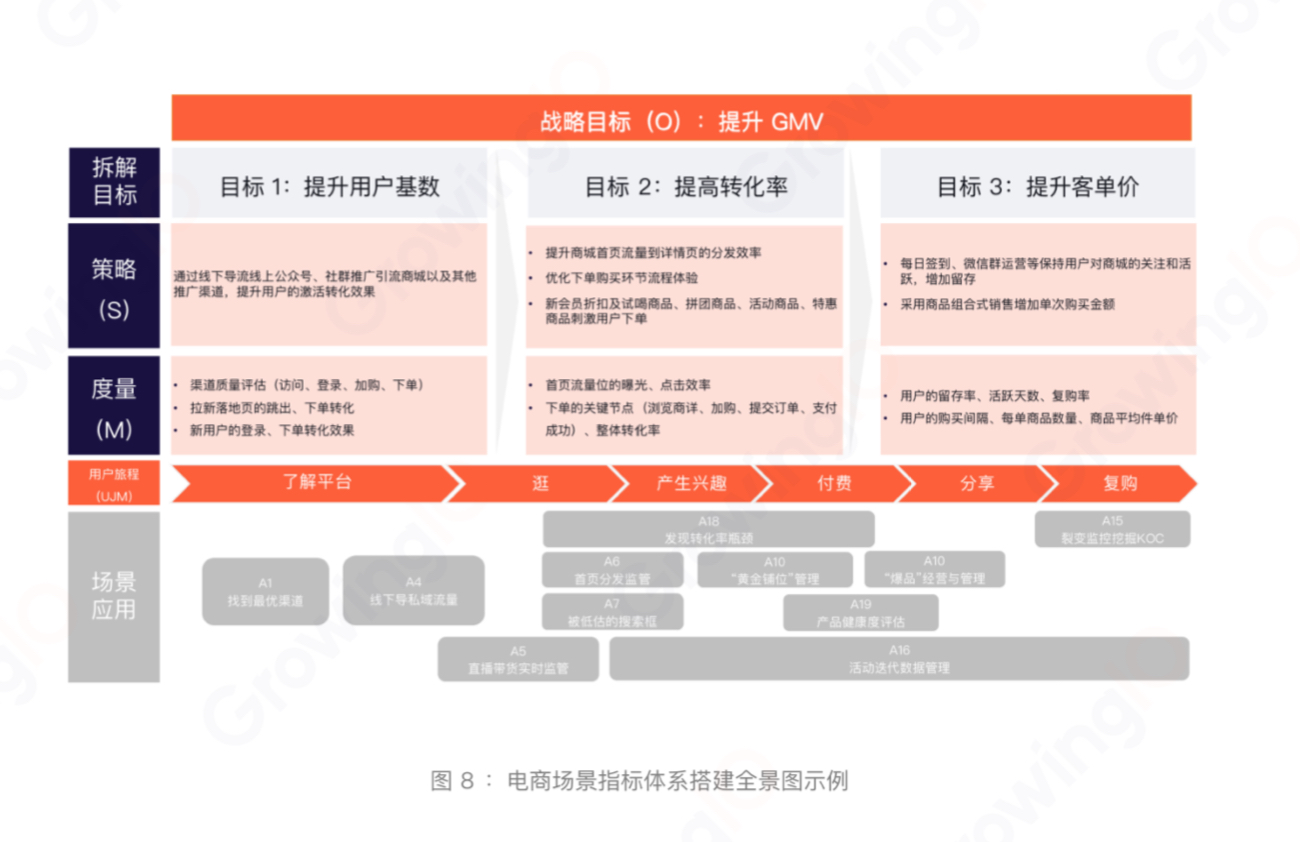 战略目标（O）：提升 GMV
拆解
目标
目标 1：提升用户基数
目标 2：提高转化率
目标 3：提升客单价
策略
（S）
通过线下导流线上公众号、社群推广引流商城以及其他
推广渠道，提升用户的激活转化效果
• 提升商城首页流量到详情页的分发效率
• 优化下单购买环节流程体验
• 新会员折扣及试喝商品、拼团商品、活动商品、特惠
商品刺激用户下单
• 每日签到、微信群运营等保持用户对商城的关注和活
跃，增加留存
• 采用商品组合式销售增加单次购买金额
度量
（M）
• 渠道质量评估（访问、登录、加购、下单）
• 拉新落地页的跳出、下单转化
• 新用户的登录、下单转化效果
• 首页流量位的曝光、点击效率
• 下单的关键节点（浏览商详、加购、提交订单、支付
成功）、整体转化率
• 用户的留存率、活跃天数、复购率
• 用户的购买间隔、每单商品数量、商品平均件单价
用户旅程
（UJM）
了解平台
逛
产生兴趣
付费
分享
复购
场景
应用
A18
发现转化率瓶颈
A15
裂变监控挖掘KOC
A1
找到最优渠道
A4
线下导私域流量
A6
首页分发监管
A10
“黄金铺位”管理
A10
“爆品”经营与管理
A7
被低估的搜索框
A19
产品健康度评估
A5
直播带货实时监管
A16
活动迭代数据管理
图 8 ：电商场景指标体系搭建全景图示例
GrowingIO